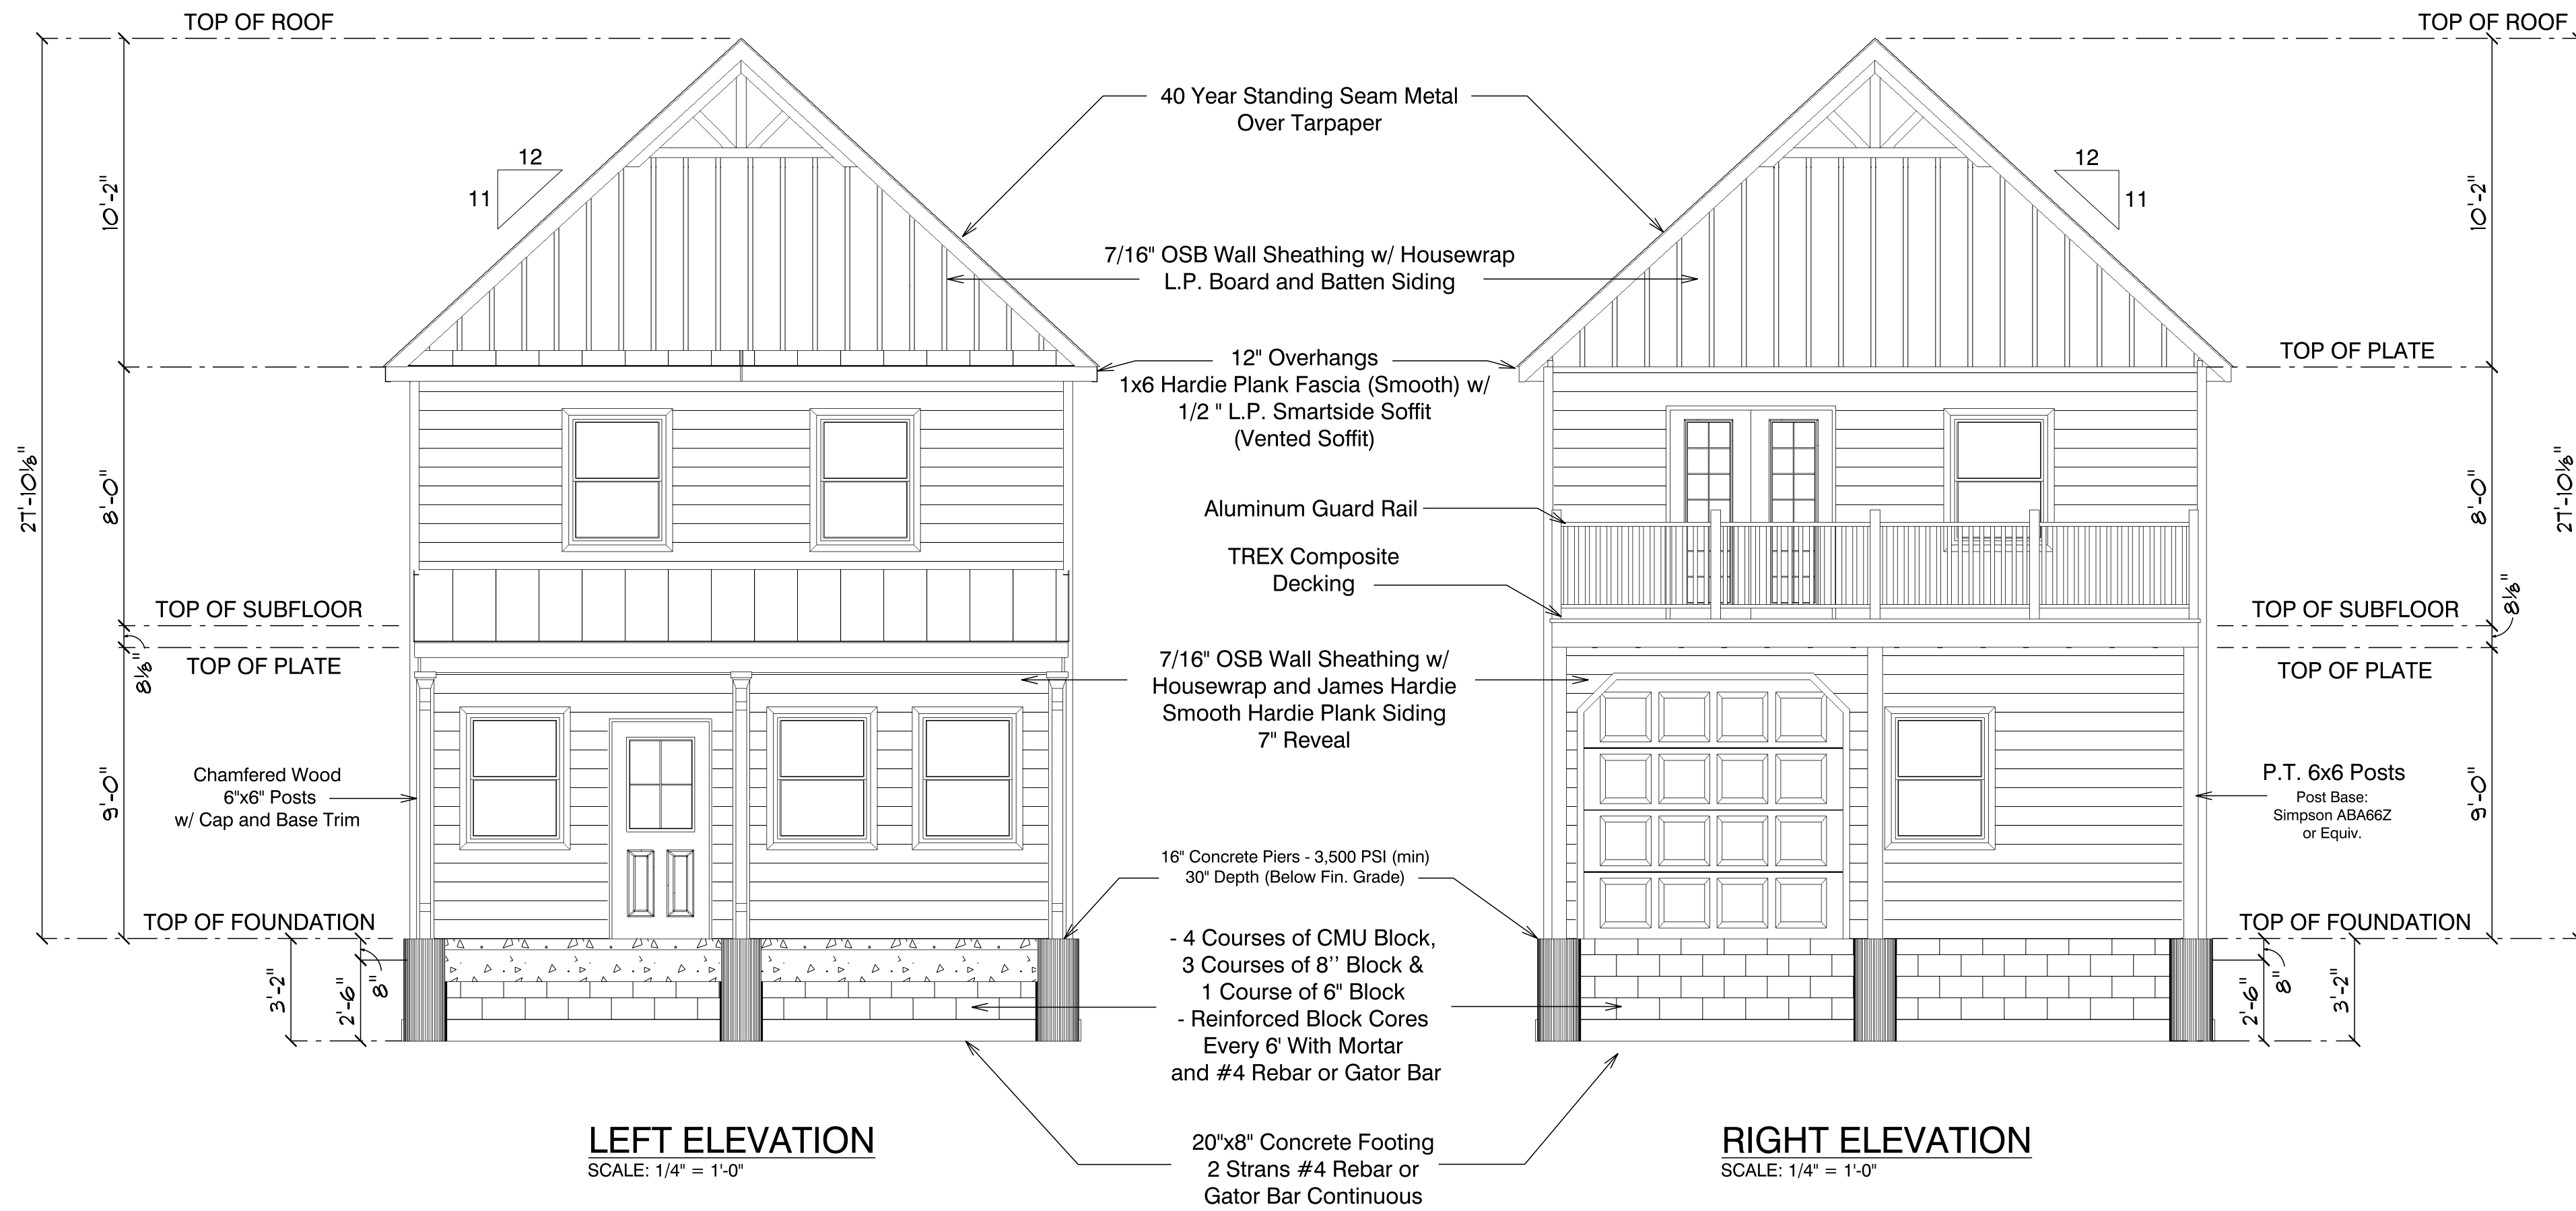 TOP OF ROOF
12
11
10'-2"
27'-10⅛"
8'-0"
TOP OF SUBFLOOR
TOP OF PLATE
8⅛"
9'-0"
Chamfered Wood
6"x6" Posts
w/ Cap and Base Trim
TOP OF FOUNDATION
3'-2"
2'-6"
8"
LEFT ELEVATION
SCALE: 1/4" = 1'-0"
40 Year Standing Seam Metal
Over Tarpaper
7/16" OSB Wall Sheathing w/ Housewrap
L.P. Board and Batten Siding
12" Overhangs
1x6 Hardie Plank Fascia (Smooth) w/
1/2 " L.P. Smartside Soffit
(Vented Soffit)
Aluminum Guard Rail
TREX Composite
Decking
7/16" OSB Wall Sheathing w/
Housewrap and James Hardie
Smooth Hardie Plank Siding
7" Reveal
16" Concrete Piers - 3,500 PSI (min)
30" Depth (Below Fin. Grade)
- 4 Courses of CMU Block,
3 Courses of 8'' Block &
1 Course of 6" Block
- Reinforced Block Cores
Every 6' With Mortar
and #4 Rebar or Gator Bar
20"x8" Concrete Footing
2 Strans #4 Rebar or
Gator Bar Continuous
TOP OF ROOF
12
11
10'-2"
TOP OF PLATE
27'-10⅛"
8'-0"
8⅛"
TOP OF SUBFLOOR
TOP OF PLATE
P.T. 6x6 Posts
Post Base:
Simpson ABA66Z
or Equiv.
9'-0"
TOP OF FOUNDATION
2'-6"
8"
3'-2"
RIGHT ELEVATION
SCALE: 1/4" = 1'-0"